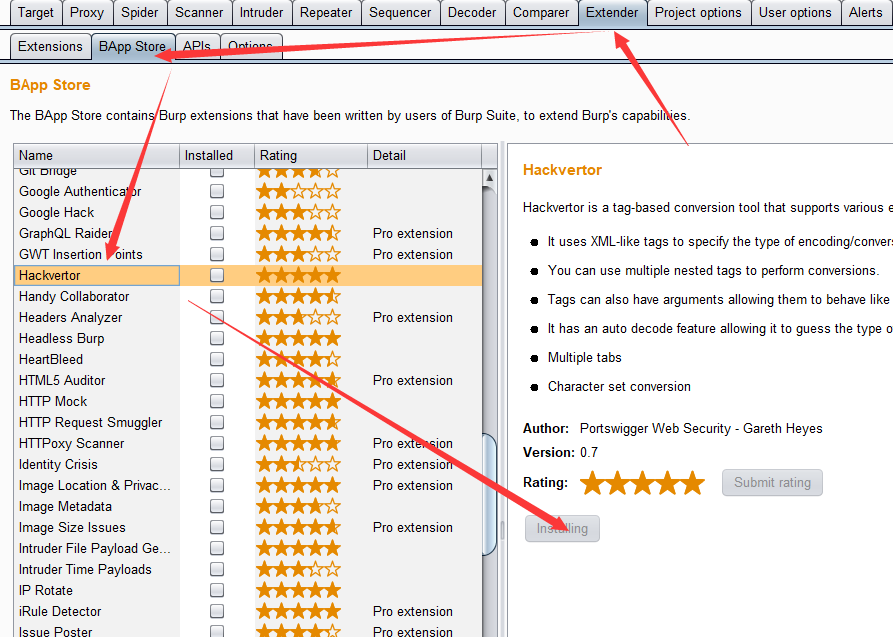 Target Proxy Spider Scanner Intruder Repeater Sequencer Decoder Comparer Extender Project options User options Alerts
Extensions BApp Store APIs Options
BApp Store
The BApp Store contains Burp extensions that have been written by users of Burp Suite, to extend Burp's capabilities.
Name Installed Rating Detail
Git Bridge
Google Authenticator
Google Hack
GraphQL Raider Pro extension
GWT Insertion Points Pro extension
Hackvertor
Handy Collaborator
Headers Analyzer Pro extension
Headless Burp
HeartBleed
HTML5 Auditor Pro extension
HTTP Mock
HTTP Request Smuggler
HTTPoxy Scanner Pro extension
Identity Crisis Pro extension
Image Location & Privac... Pro extension
Image Metadata
Image Size Issues Pro extension
Intruder File Payload Ge...
Intruder Time Payloads
IP Rotate
iRule Detector Pro extension
Issue Poster Pro extension
Hackvertor
Hackvertor is a tag-based conversion tool that supports various e
It uses XML-like tags to specify the type of encoding/convers
You can use multiple nested tags to perform conversions.
Tags can also have arguments allowing them to behave like
It has an auto decode feature allowing it to guess the type o
Multiple tabs
Character set conversion
Author: Portswigger Web Security - Gareth Heyes
Version: 0.7
Rating: Submit rating
Installing